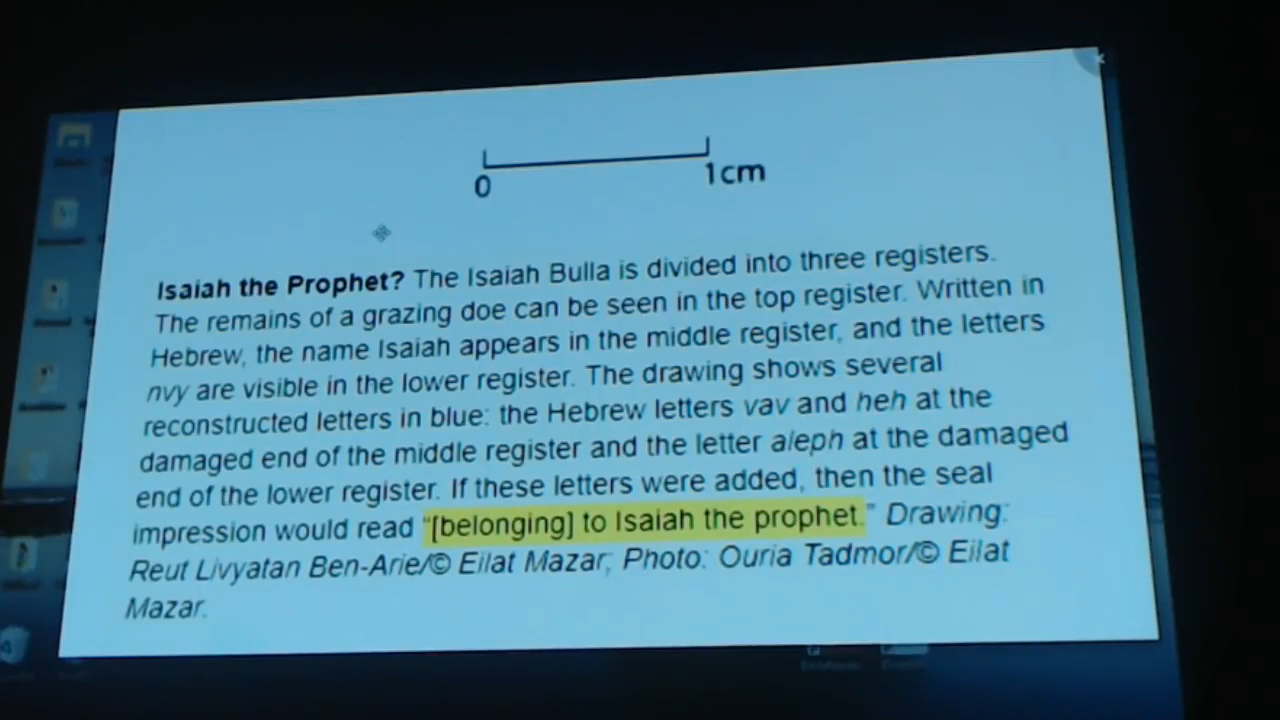 0 1cm
Isaiah the Prophet? The Isaiah Bulla is divided into three registers.
The remains of a grazing doe can be seen in the top register. Written in
Hebrew, the name Isaiah appears in the middle register, and the letters
nvy are visible in the lower register. The drawing shows several
reconstructed letters in blue: the Hebrew letters vav and heh at the
damaged end of the middle register and the letter aleph at the damaged
end of the lower register. If these letters were added, then the seal
impression would read “[belonging] to Isaiah the prophet.” Drawing:
Reut Livyatan Ben-Arie/© Eilat Mazar; Photo: Ouria Tadmor/© Eilat
Mazar.